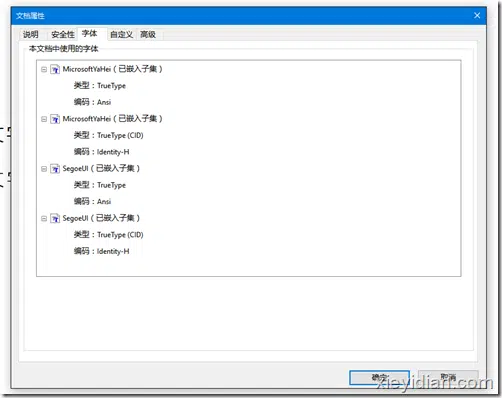 文档属性
说明 安全性 字体 自定义 高级
本文档中使用的字体
MicrosoftYaHei（已嵌入子集）
类型：TrueType
编码：Ansi
MicrosoftYaHei（已嵌入子集）
类型：TrueType (CID)
编码：Identity-H
SegoeUI（已嵌入子集）
类型：TrueType
编码：Ansi
SegoeUI（已嵌入子集）
类型：TrueType (CID)
编码：Identity-H
确定 取消
xieyidian.com